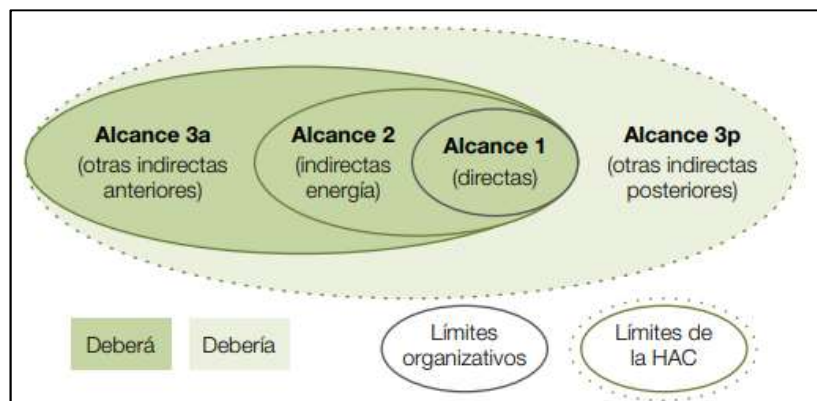 Alcance 3a
(otras indirectas
anteriores)
Alcance 2
(indirectas
energía)
Alcance 1
(directas)
Alcance 3p
(otras indirectas
posteriores)
Deberá
Debería
Límites
organizativos
Límites de
la HAC